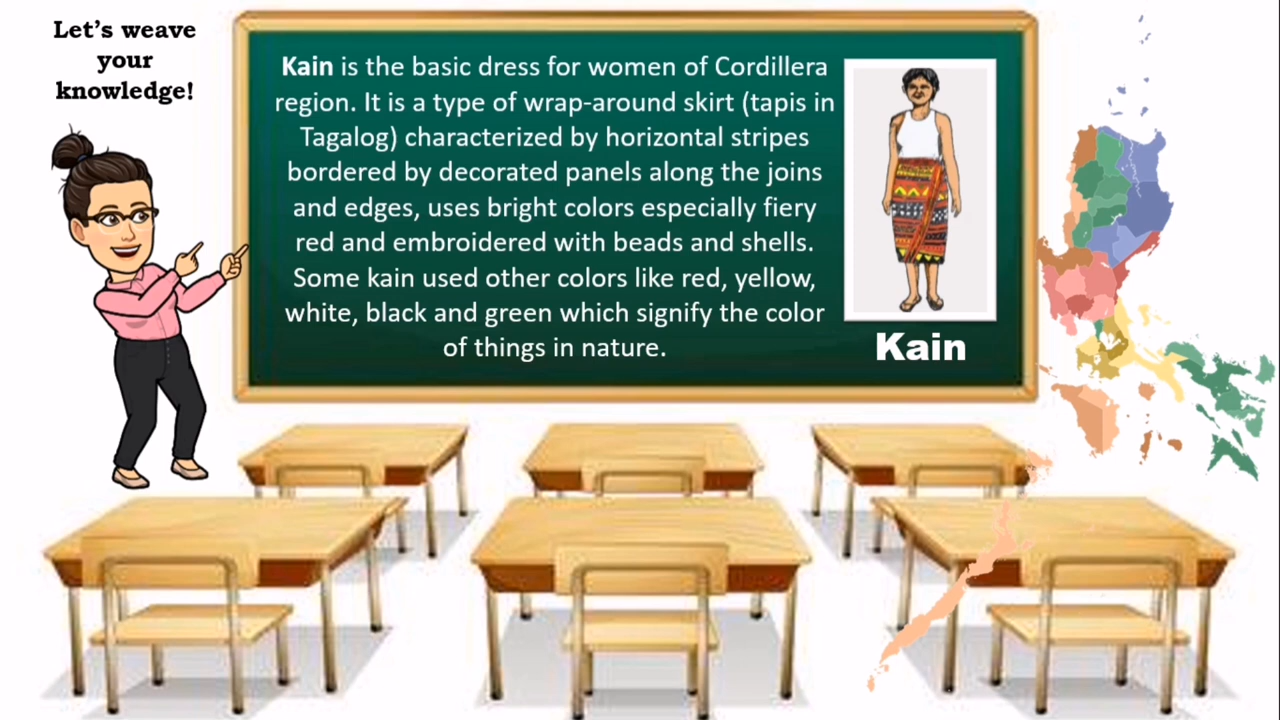 Let's weave
your
knowledge!
Kain is the basic dress for women of Cordillera
region. It is a type of wrap-around skirt (tapis in
Tagalog) characterized by horizontal stripes
bordered by decorated panels along the joins
and edges, uses bright colors especially fiery
red and embroidered with beads and shells.
Some kain used other colors like red, yellow,
white, black and green which signify the color
of things in nature.
Kain